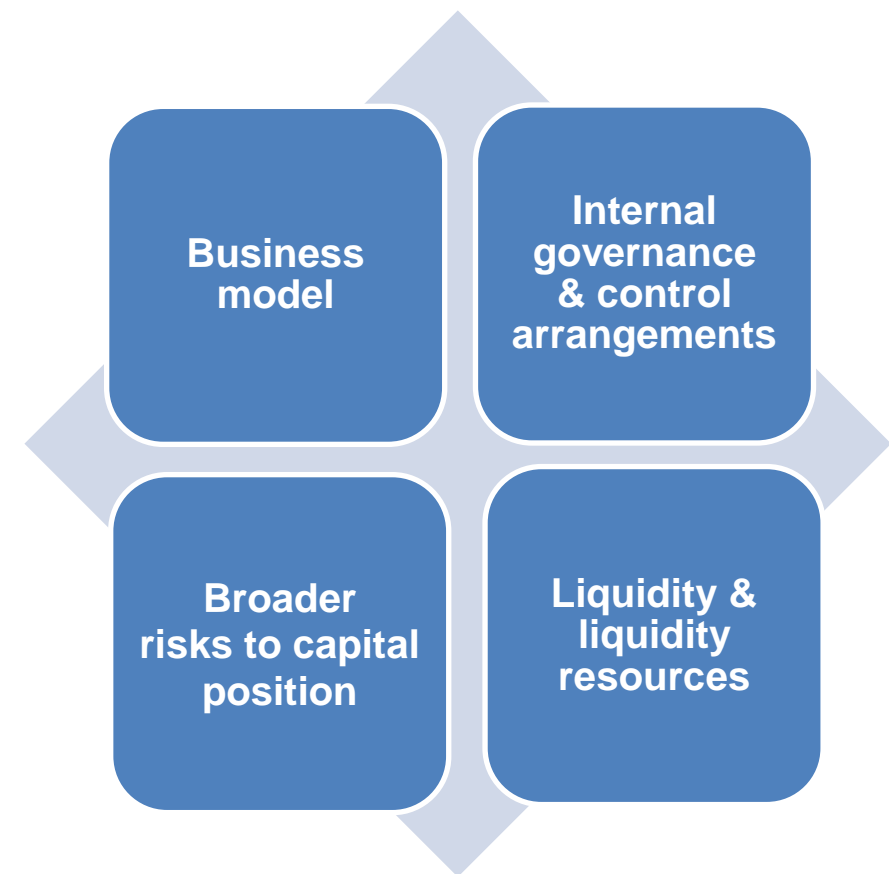 Business
model
Internal
governance
& control
arrangements
Broader
risks to capital
position
Liquidity &
liquidity
resources